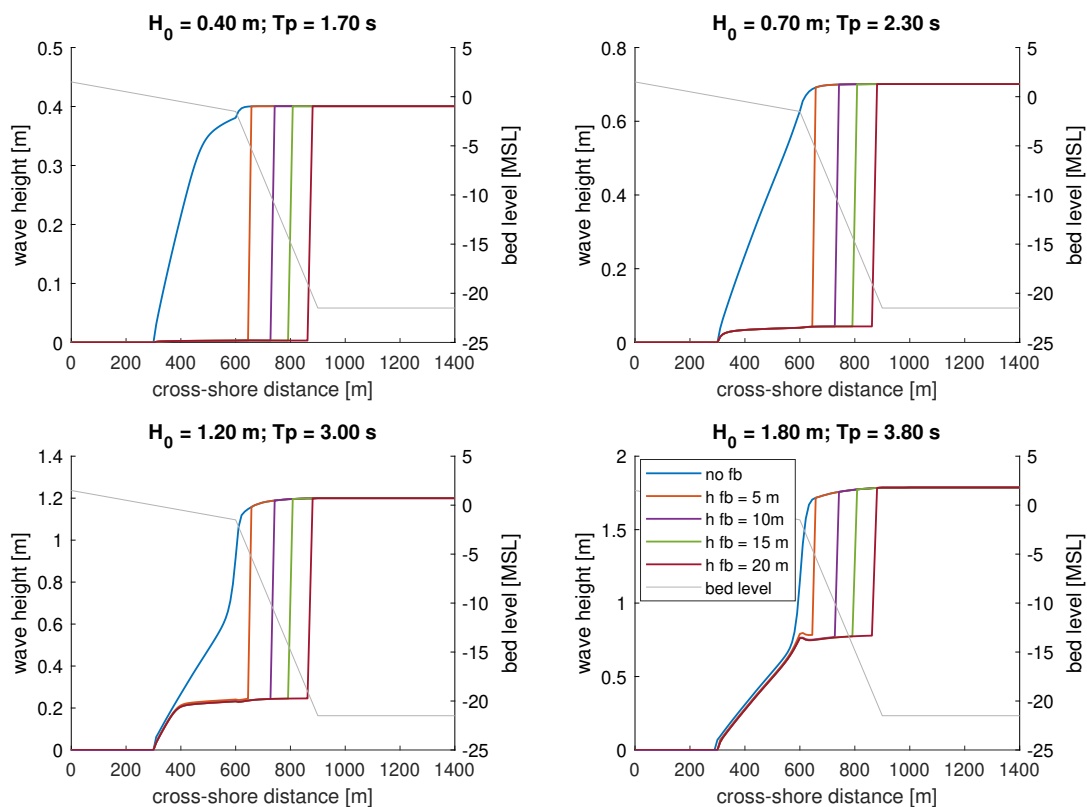 H0 = 0.40 m; Tp = 1.70 s
0.5
0.4
0.3
0.2
0.1
0
wave height [m]
5
0
-5
-10
-15
-20
-25
bed level [MSL]
0 200 400 600 800 1000 1200 1400
cross-shore distance [m]
H0 = 0.70 m; Tp = 2.30 s
0.8
0.6
0.4
0.2
0
wave height [m]
5
0
-5
-10
-15
-20
-25
bed level [MSL]
0 200 400 600 800 1000 1200 1400
cross-shore distance [m]
H0 = 1.20 m; Tp = 3.00 s
1.4
1.2
1
0.8
0.6
0.4
0.2
0
wave height [m]
5
0
-5
-10
-15
-20
-25
bed level [MSL]
0 200 400 600 800 1000 1200 1400
cross-shore distance [m]
H0 = 1.80 m; Tp = 3.80 s
2
1.5
1
0.5
0
wave height [m]
no fb
h fb = 5 m
h fb = 10m
h fb = 15 m
h fb = 20 m
bed level
5
0
-5
-10
-15
-20
-25
bed level [MSL]
0 200 400 600 800 1000 1200 1400
cross-shore distance [m]